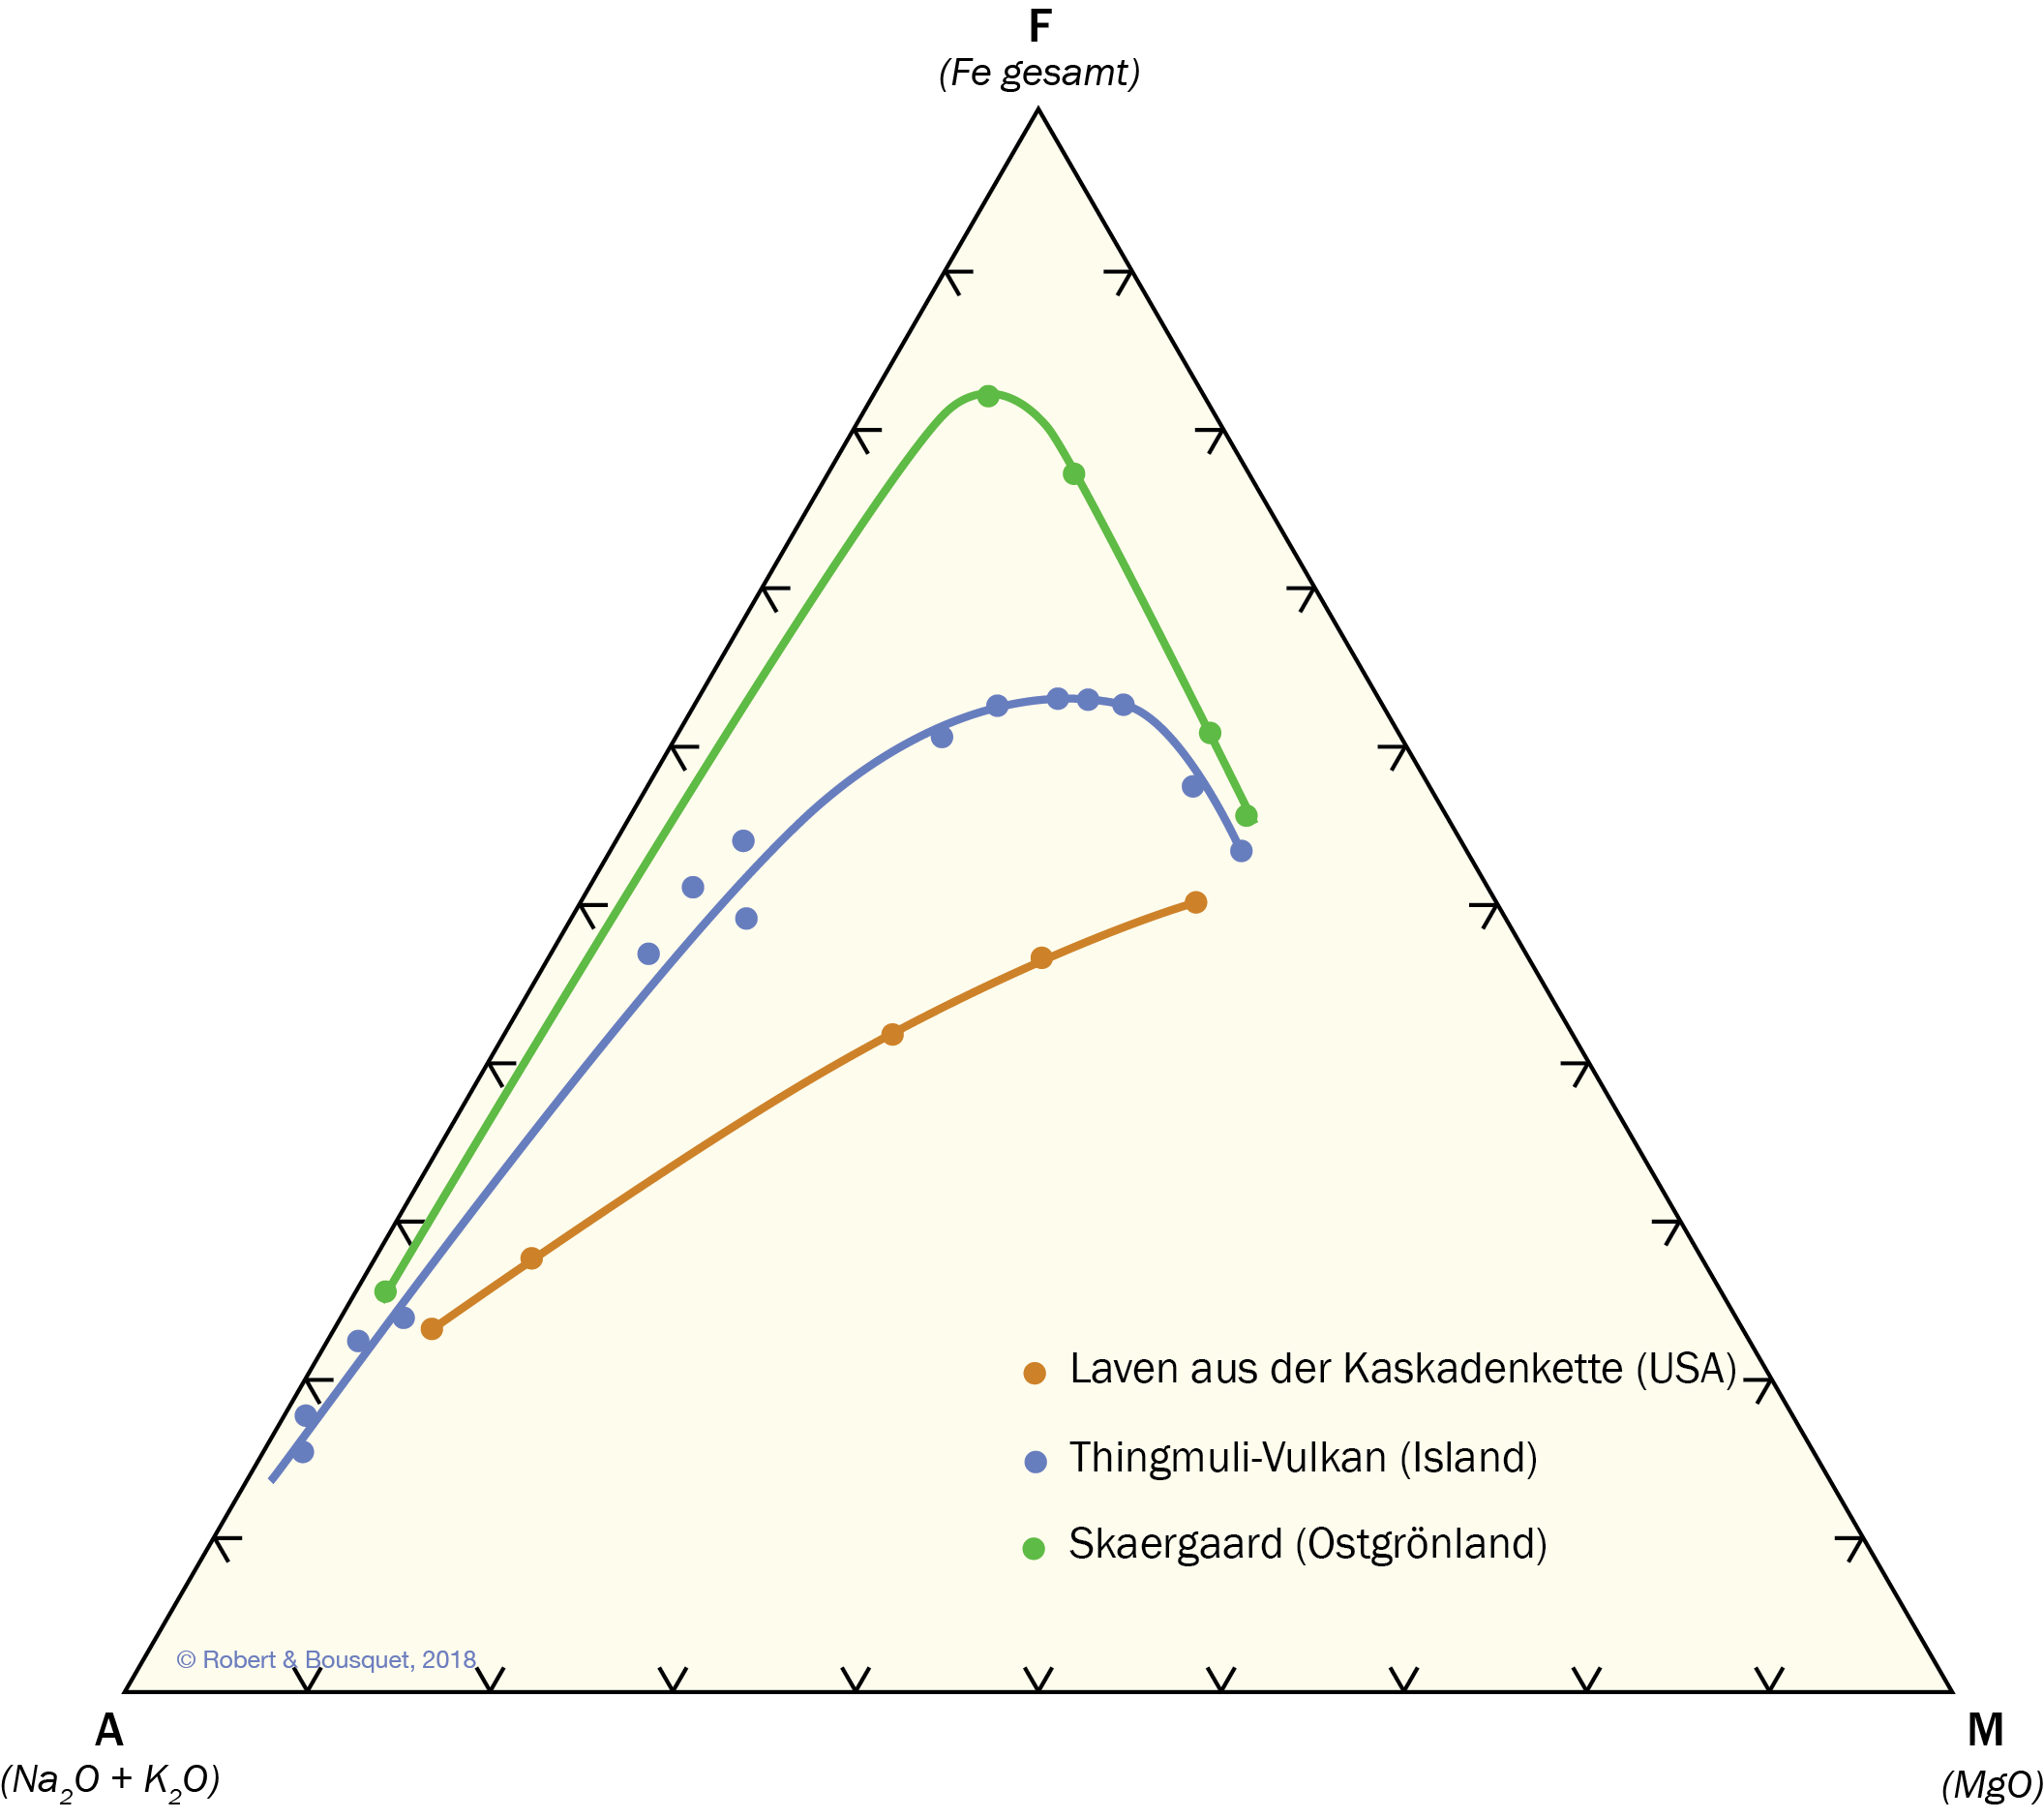 F
(Fe gesamt)
Laven aus der Kaskadenkette (USA)
Thingmuli-Vulkan (Island)
Skaergaard (Ostgrönland)
© Robert & Bousquet, 2018
A
(Na₂O + K₂O)
M
(MgO)